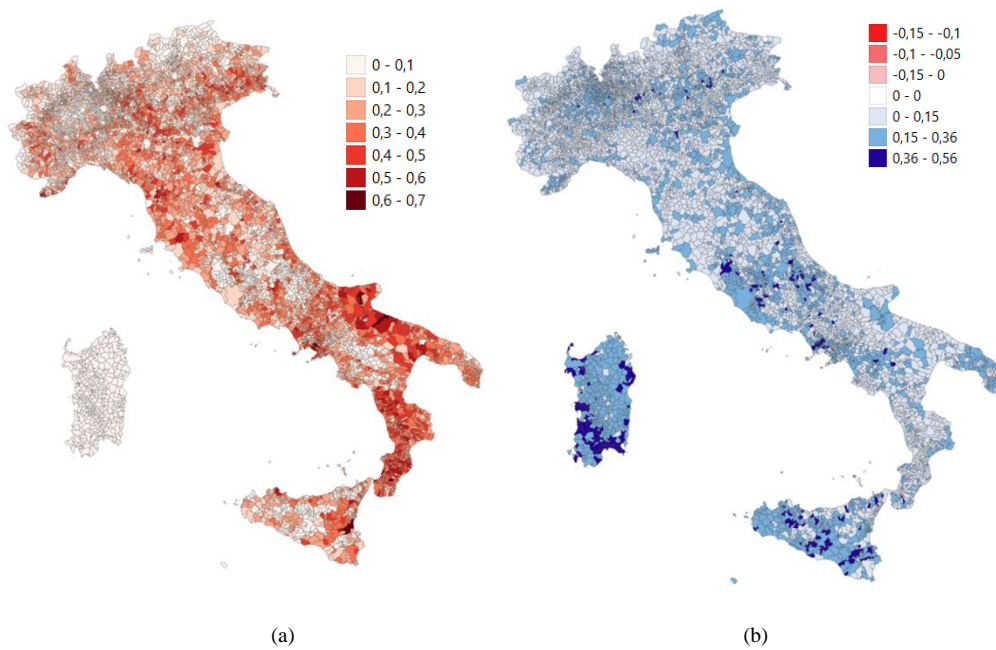 0 - 0,1
0,1 - 0,2
0,2 - 0,3
0,3 - 0,4
0,4 - 0,5
0,5 - 0,6
0,6 - 0,7
-0,15 - -0,1
-0,1 - -0,05
-0,15 - 0
0 - 0
0 - 0,15
0,15 - 0,36
0,36 - 0,56
(a)
(b)